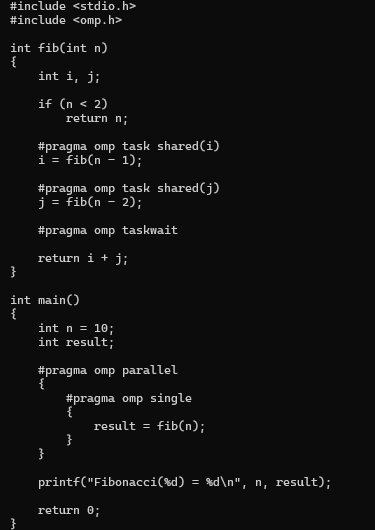 #include <stdio.h>
#include <omp.h>

int fib(int n)
{
    int i, j;

    if (n < 2)
        return n;

    #pragma omp task shared(i)
    i = fib(n - 1);

    #pragma omp task shared(j)
    j = fib(n - 2);

    #pragma omp taskwait

    return i + j;
}

int main()
{
    int n = 10;
    int result;

    #pragma omp parallel
    {
        #pragma omp single
        {
            result = fib(n);
        }
    }

    printf("Fibonacci(%d) = %d\n", n, result);

    return 0;
}